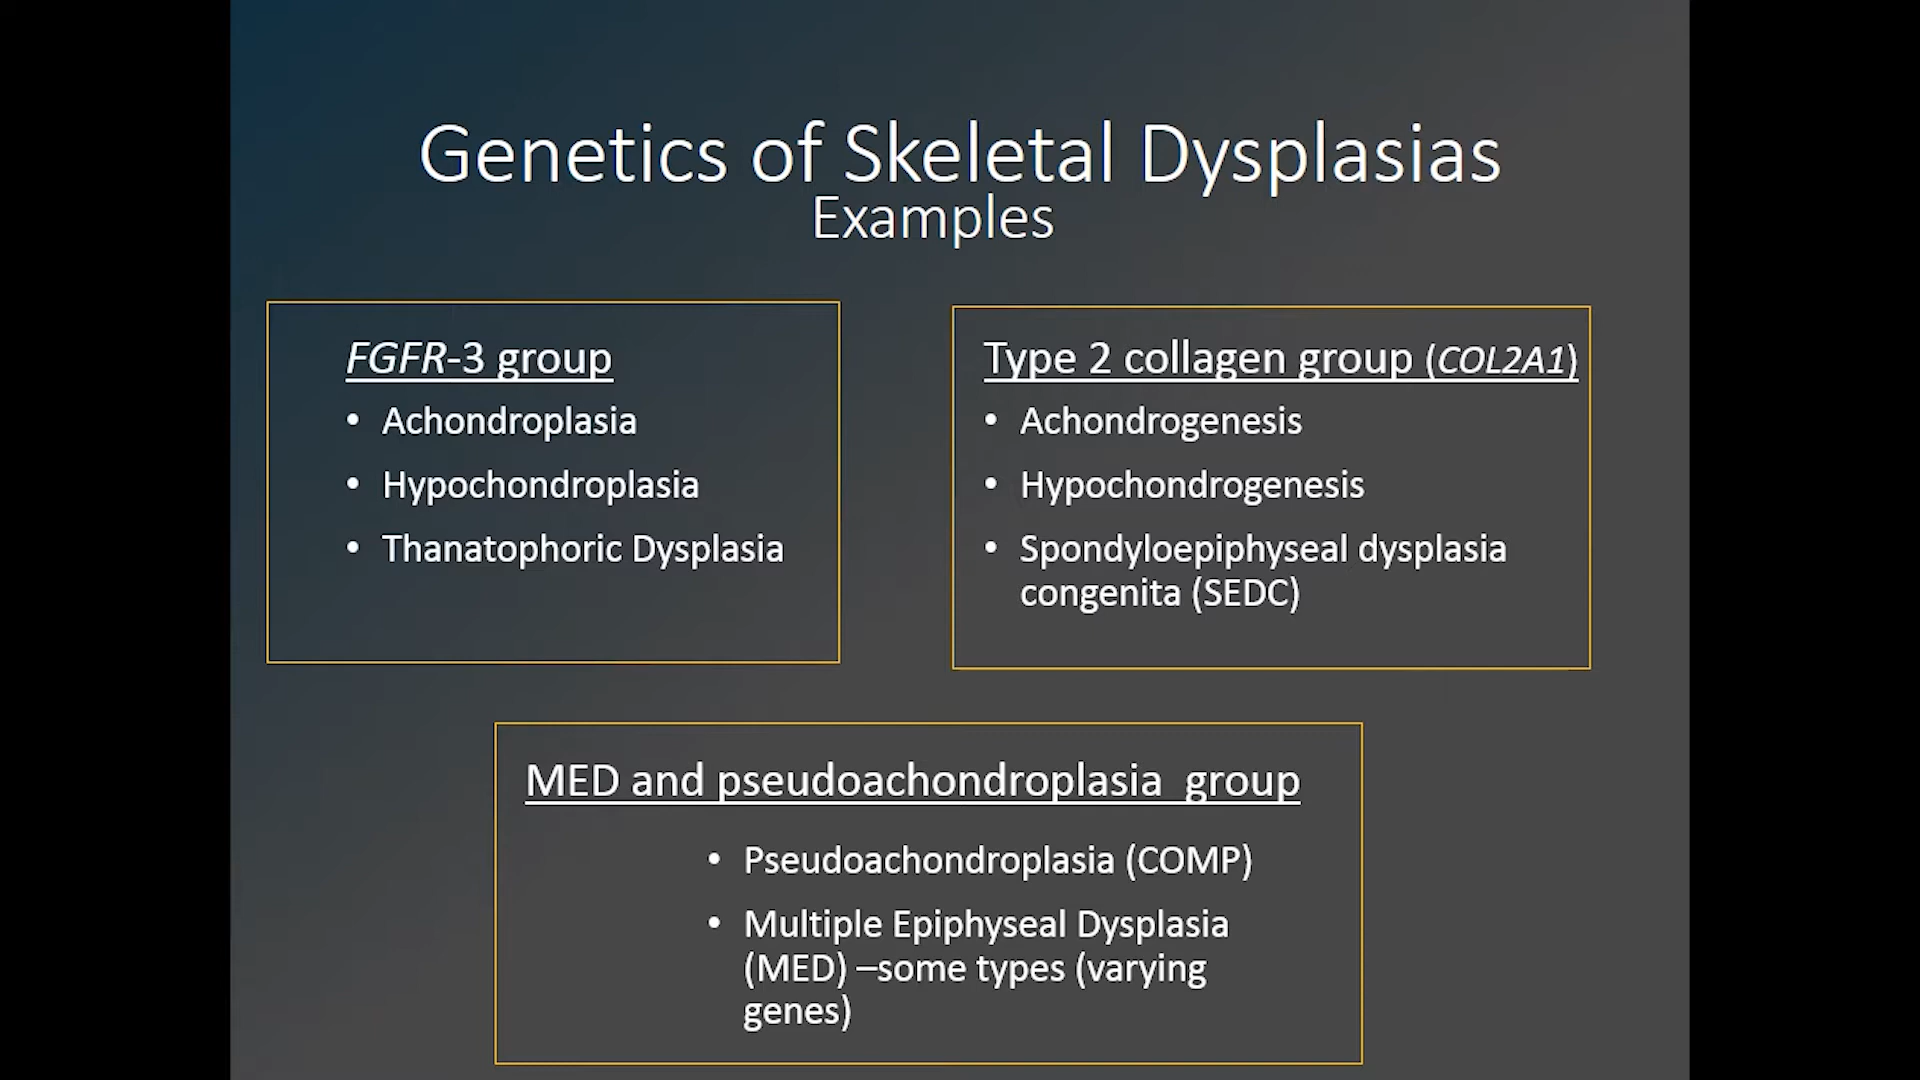 Genetics of Skeletal Dysplasias
Examples
FGFR-3 group
• Achondroplasia
• Hypochondroplasia
• Thanatophoric Dysplasia
Type 2 collagen group (COL2A1)
• Achondrogenesis
• Hypochondrogenesis
• Spondyloepiphyseal dysplasia
congenita (SEDC)
MED and pseudoachondroplasia  group
• Pseudoachondroplasia (COMP)
• Multiple Epiphyseal Dysplasia
(MED) –some types (varying
genes)